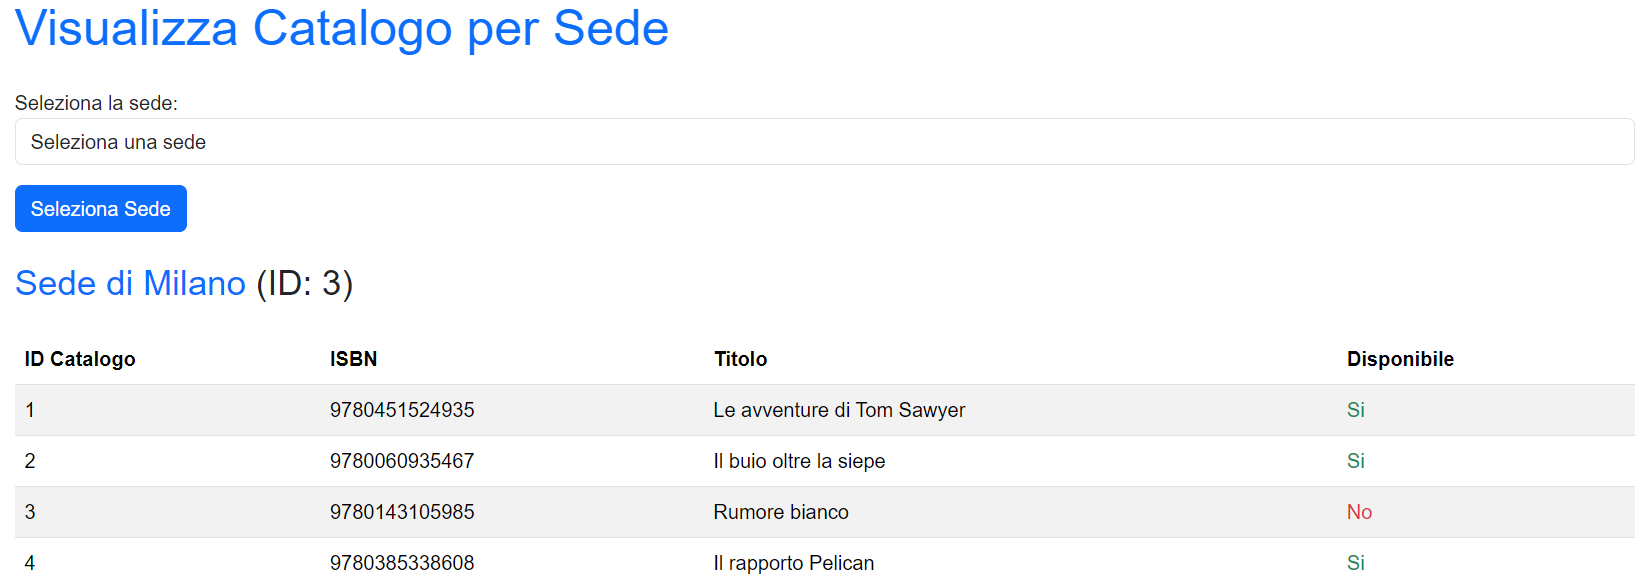 Visualizza Catalogo per Sede
Seleziona la sede:
Seleziona una sede
Seleziona Sede
Sede di Milano (ID: 3)
ID Catalogo ISBN Titolo Disponibile
1 9780451524935 Le avventure di Tom Sawyer Si
2 9780060935467 Il buio oltre la siepe Si
3 9780143105985 Rumore bianco No
4 9780385338608 Il rapporto Pelican Si